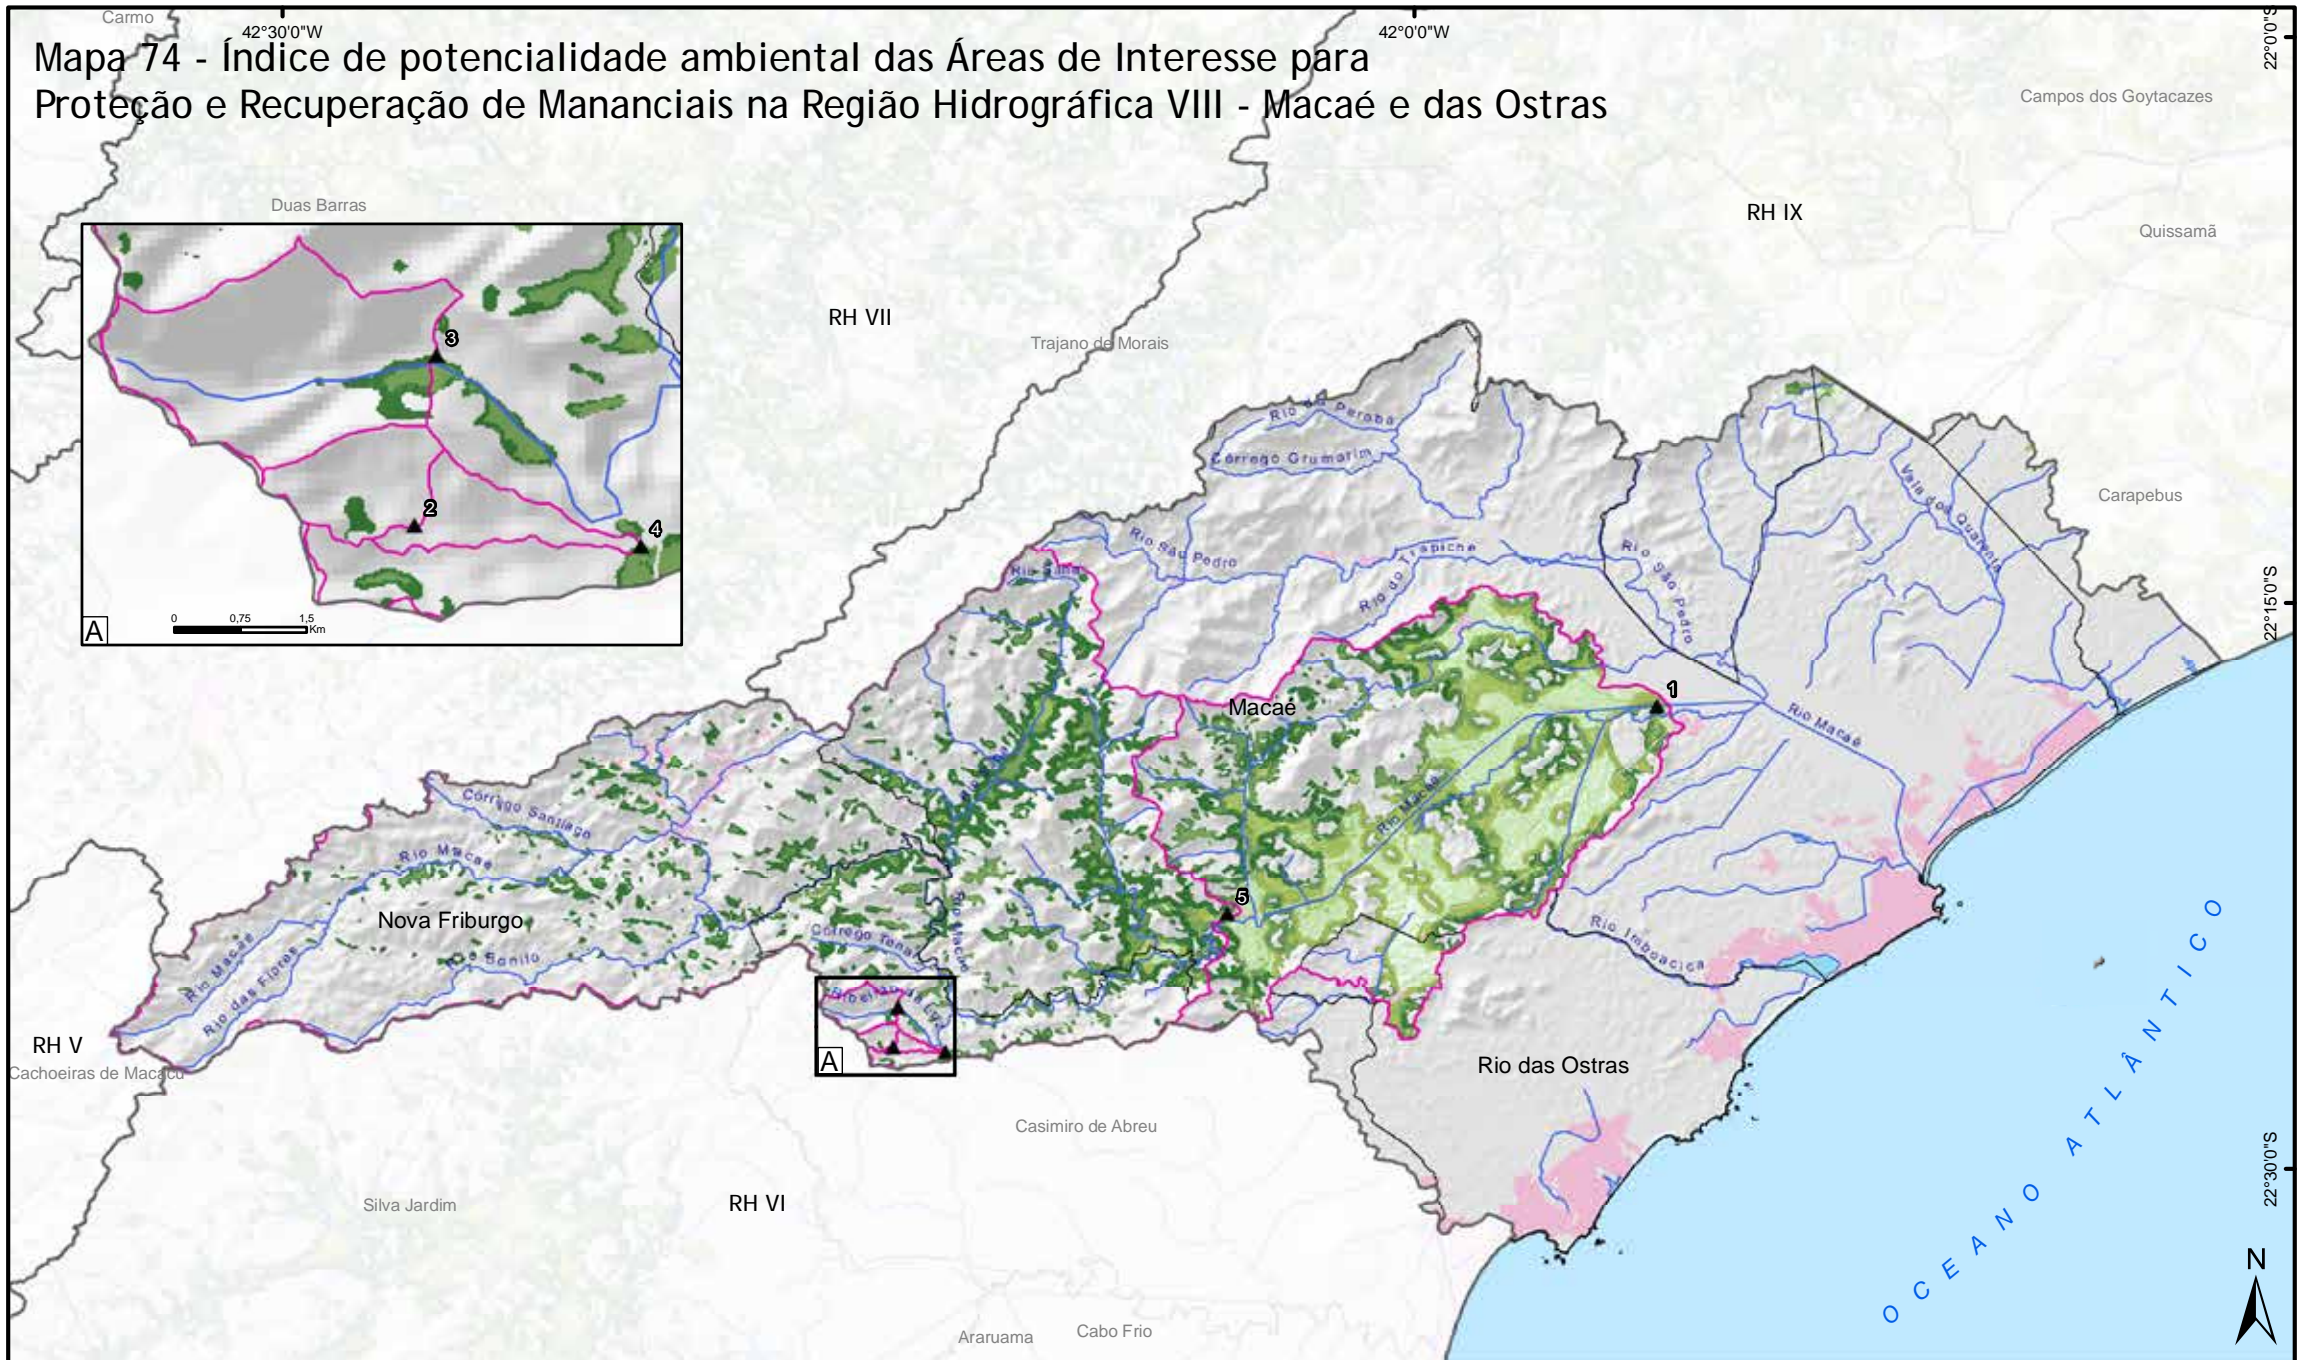 Carmo
42°30'0"W
42°0'0"W
22°0'0"S
Mapa 74 - Índice de potencialidade ambiental das Áreas de Interesse para
Proteção e Recuperação de Mananciais na Região Hidrográfica VIII - Macaé e das Ostras
Campos dos Goytacazes
Duas Barras
RH IX
Quissamã
RH VII
Trajano de Morais
3
2
4
0 0,75 1,5
Km
A
Córrego Grumarim
Vala dos Quarenta
Carapebus
Rio São Pedro
Rio do Trapiche
Rio São Pedro
22°15'0"S
1
Macaé
Rio Macaé
Rio Macaé
Córrego Santiago
Rio Macaé
5
Nova Friburgo
Rio Macaé
Rio das Flores
Rio Bonito
Rio Macaé
Rio Imboacica
RH V
Cachoeiras de Macacu
A
Rio das Ostras
Casimiro de Abreu
Silva Jardim
RH VI
22°30'0"S
OCEANO ATLÂNTICO
N
Araruama
Cabo Frio